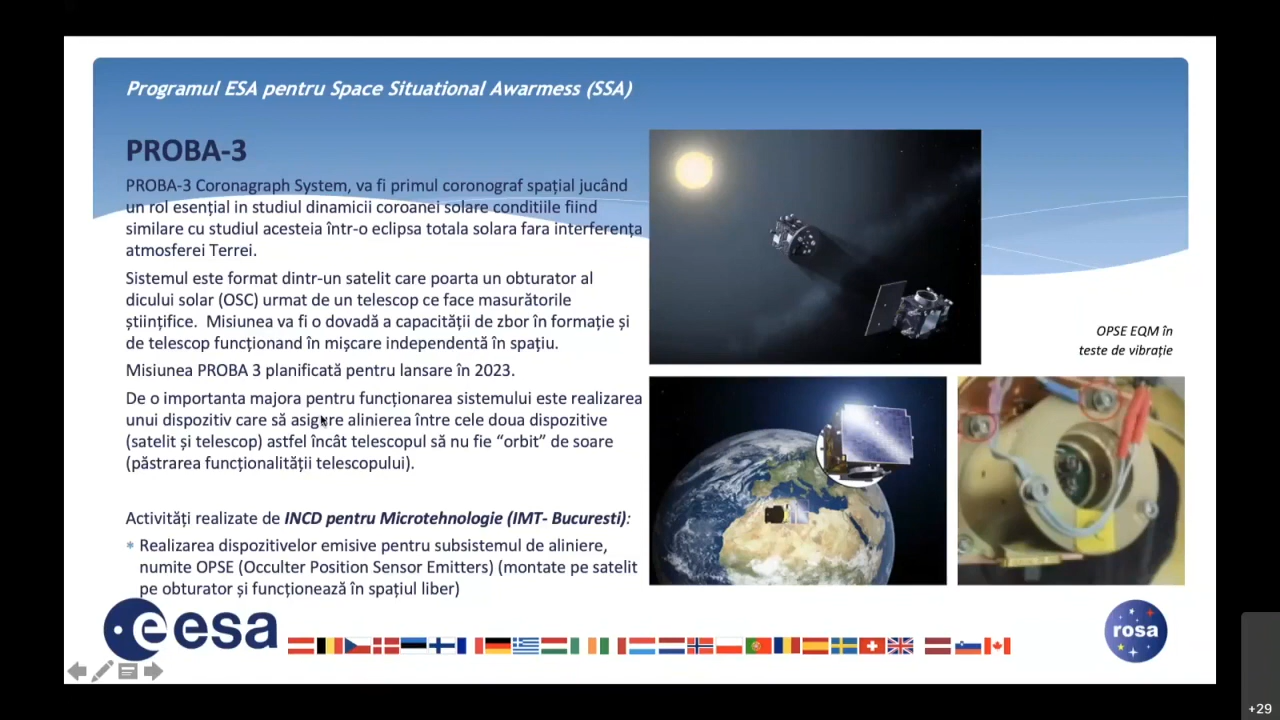 Programul ESA pentru Space Situational Awarmess (SSA)
PROBA-3
PROBA-3 Coronagraph System, va fi primul coronograf spațial jucând
un rol esențial in studiul dinamicii coroanei solare conditiile fiind
similare cu studiul acesteia într-o eclipsa totala solara fara interferența
atmosferei Terrei.
Sistemul este format dintr-un satelit care poarta un obturator al
dicului solar (OSC) urmat de un telescop ce face masurătorile
științifice. Misiunea va fi o dovadă a capacității de zbor în formație și
de telescop funcționand în mișcare independentă în spațiu.
Misiunea PROBA 3 planificată pentru lansare în 2023.
De o importanta majora pentru funcționarea sistemului este realizarea
unui dispozitiv care să asigure alinierea între cele doua dispozitive
(satelit și telescop) astfel încât telescopul să nu fie “orbit” de soare
(păstrarea funcționalității telescopului).
Activități realizate de INCD pentru Microtehnologie (IMT- Bucuresti):
* Realizarea dispozitivelor emisive pentru subsistemul de aliniere,
numite OPSE (Occulter Position Sensor Emitters) (montate pe satelit
pe obturator și funcționează în spațiul liber)
OPSE EQM în
teste de vibrație
esa
rosa
+29